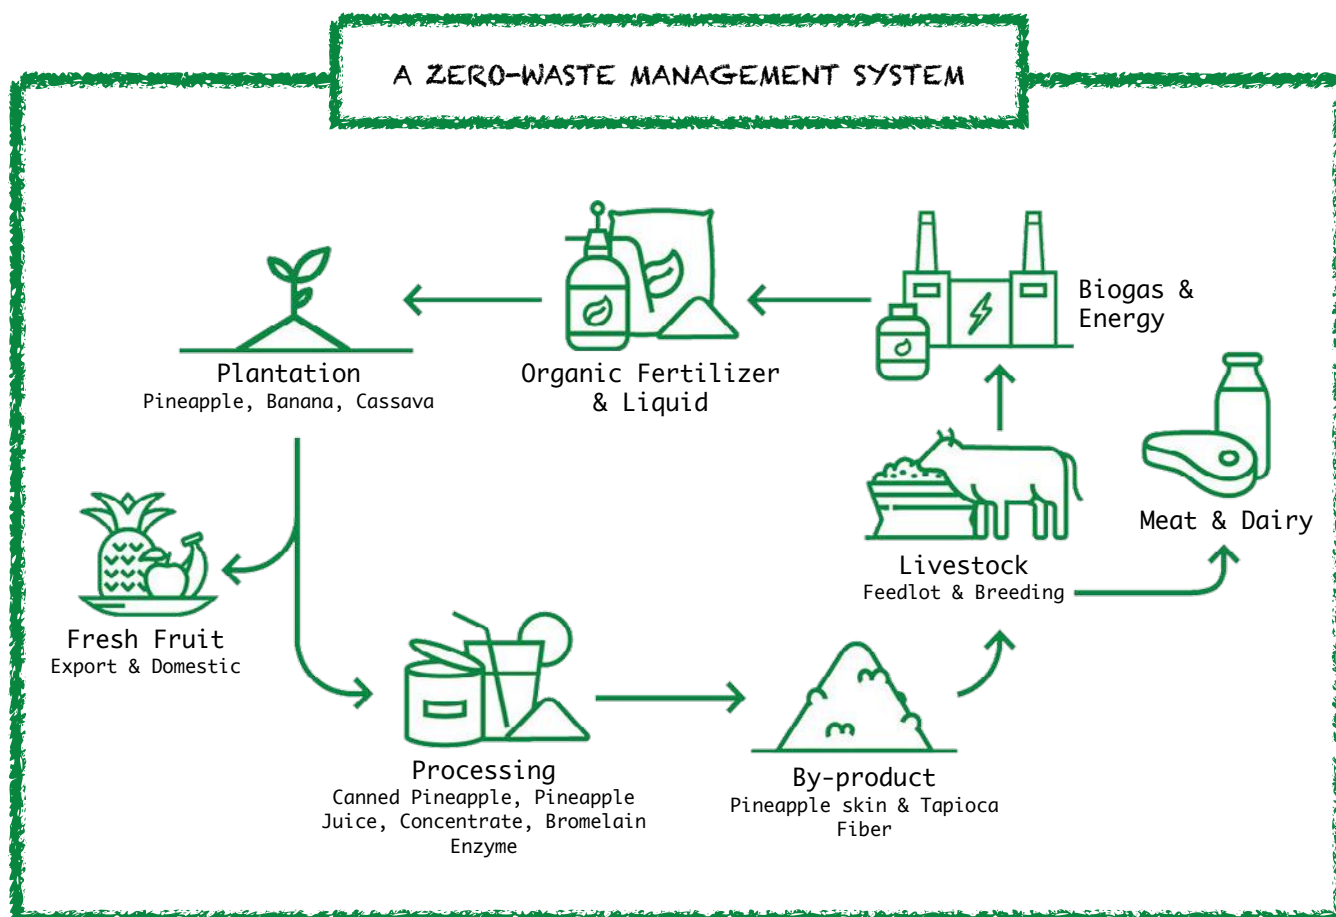 A ZERO-WASTE MANAGEMENT SYSTEM
Plantation
Pineapple, Banana, Cassava
Organic Fertilizer
& Liquid
Biogas &
Energy
Meat & Dairy
Livestock
Feedlot & Breeding
Fresh Fruit
Export & Domestic
Processing
Canned Pineapple, Pineapple
Juice, Concentrate, Bromelain
Enzyme
By-product
Pineapple skin & Tapioca
Fiber